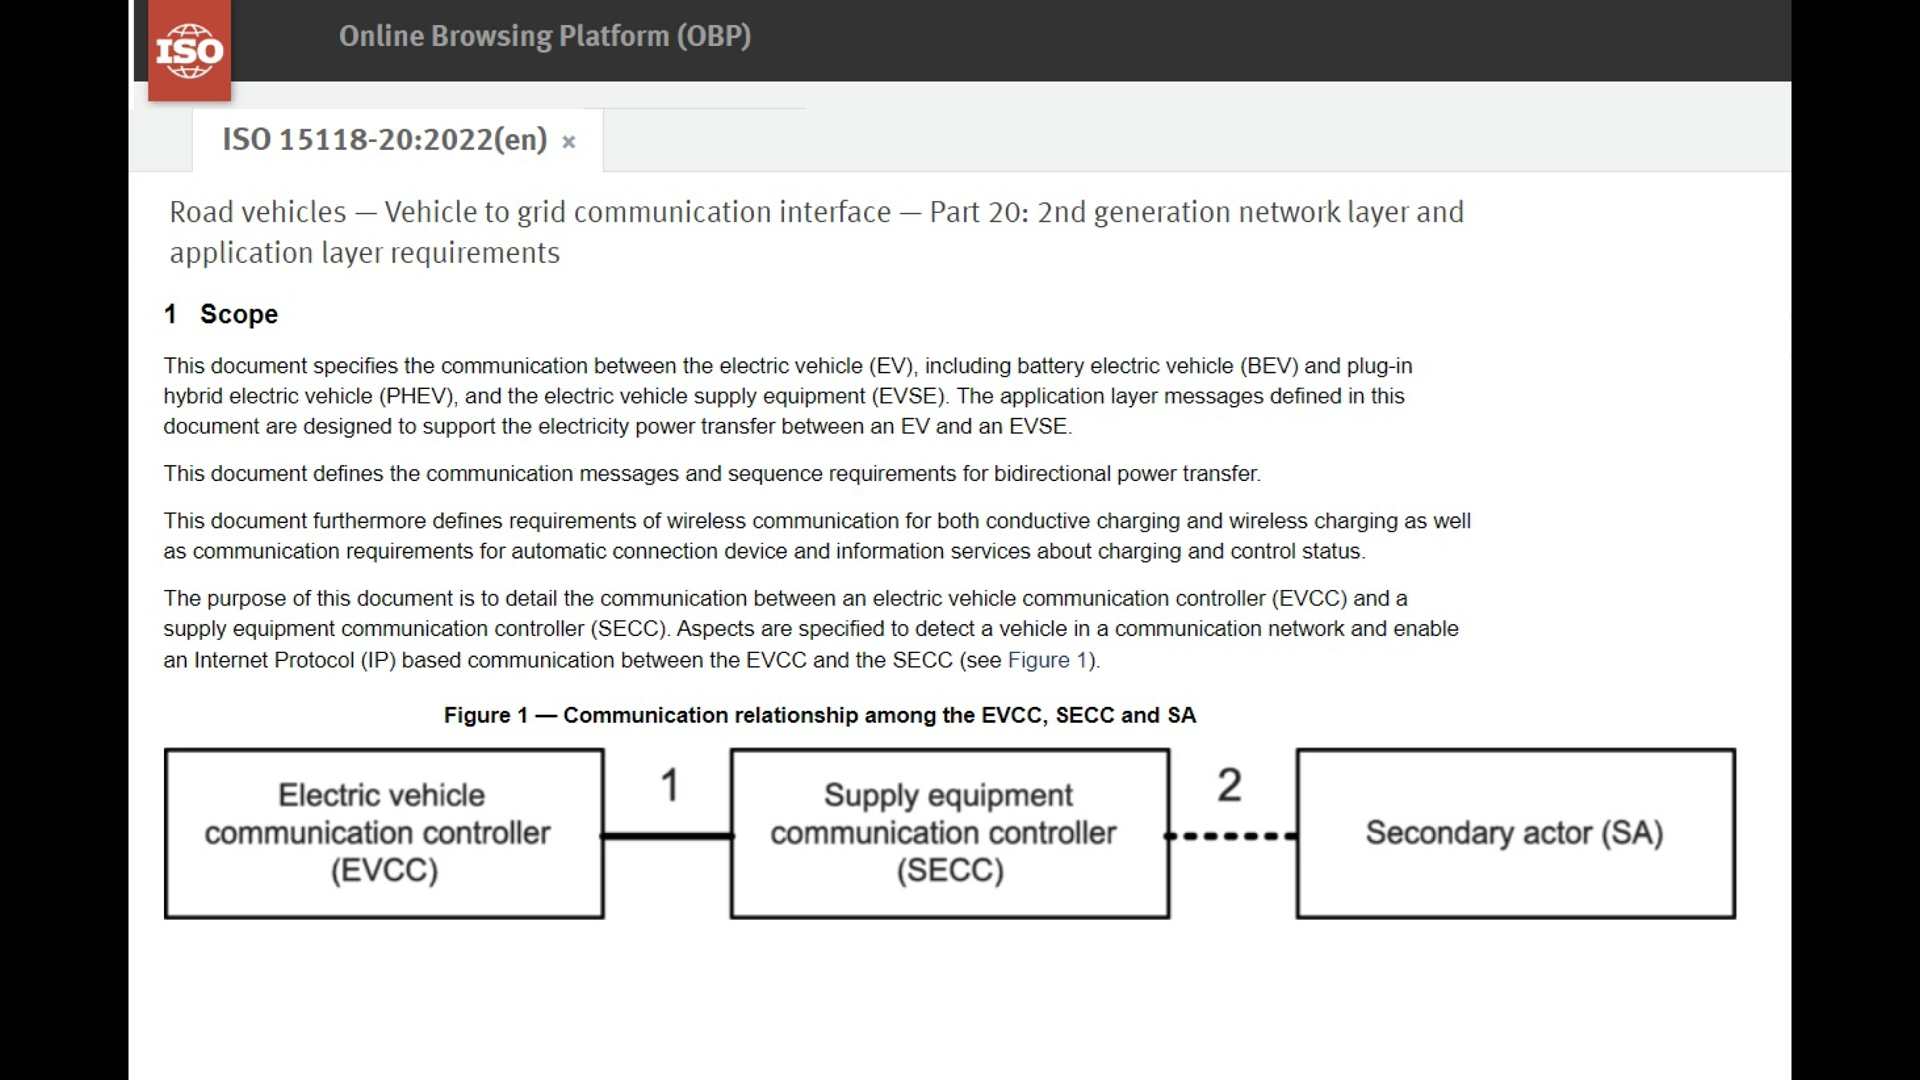 ISO
Online Browsing Platform (OBP)
ISO 15118-20:2022(en) ×
Road vehicles — Vehicle to grid communication interface — Part 20: 2nd generation network layer and
application layer requirements
1 Scope
This document specifies the communication between the electric vehicle (EV), including battery electric vehicle (BEV) and plug-in
hybrid electric vehicle (PHEV), and the electric vehicle supply equipment (EVSE). The application layer messages defined in this
document are designed to support the electricity power transfer between an EV and an EVSE.
This document defines the communication messages and sequence requirements for bidirectional power transfer.
This document furthermore defines requirements of wireless communication for both conductive charging and wireless charging as well
as communication requirements for automatic connection device and information services about charging and control status.
The purpose of this document is to detail the communication between an electric vehicle communication controller (EVCC) and a
supply equipment communication controller (SECC). Aspects are specified to detect a vehicle in a communication network and enable
an Internet Protocol (IP) based communication between the EVCC and the SECC (see Figure 1).
Figure 1 — Communication relationship among the EVCC, SECC and SA
Electric vehicle
communication controller
(EVCC)
1
Supply equipment
communication controller
(SECC)
2
Secondary actor (SA)